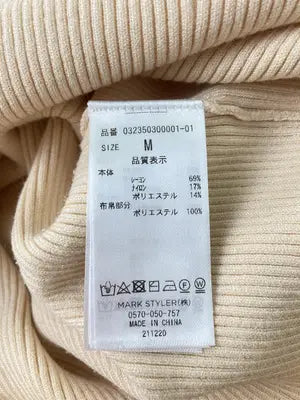 品番 032350300001-01
SIZE M
品質表示
本体
レーヨン 69%
ナイロン 17%
ポリエステル 14%
布帛部分
ポリエステル 100%
MARK STYLER(株)
0570-050-757
MADE IN CHINA
211220